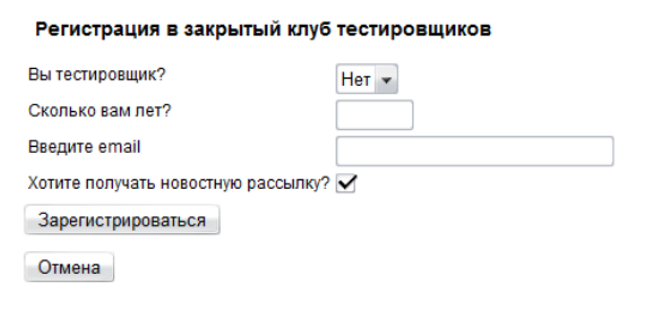 Регистрация в закрытый клуб тестировщиков
Вы тестировщик? Нет
Сколько вам лет?
Введите email
Хотите получать новостную рассылку?
Зарегистрироваться
Отмена